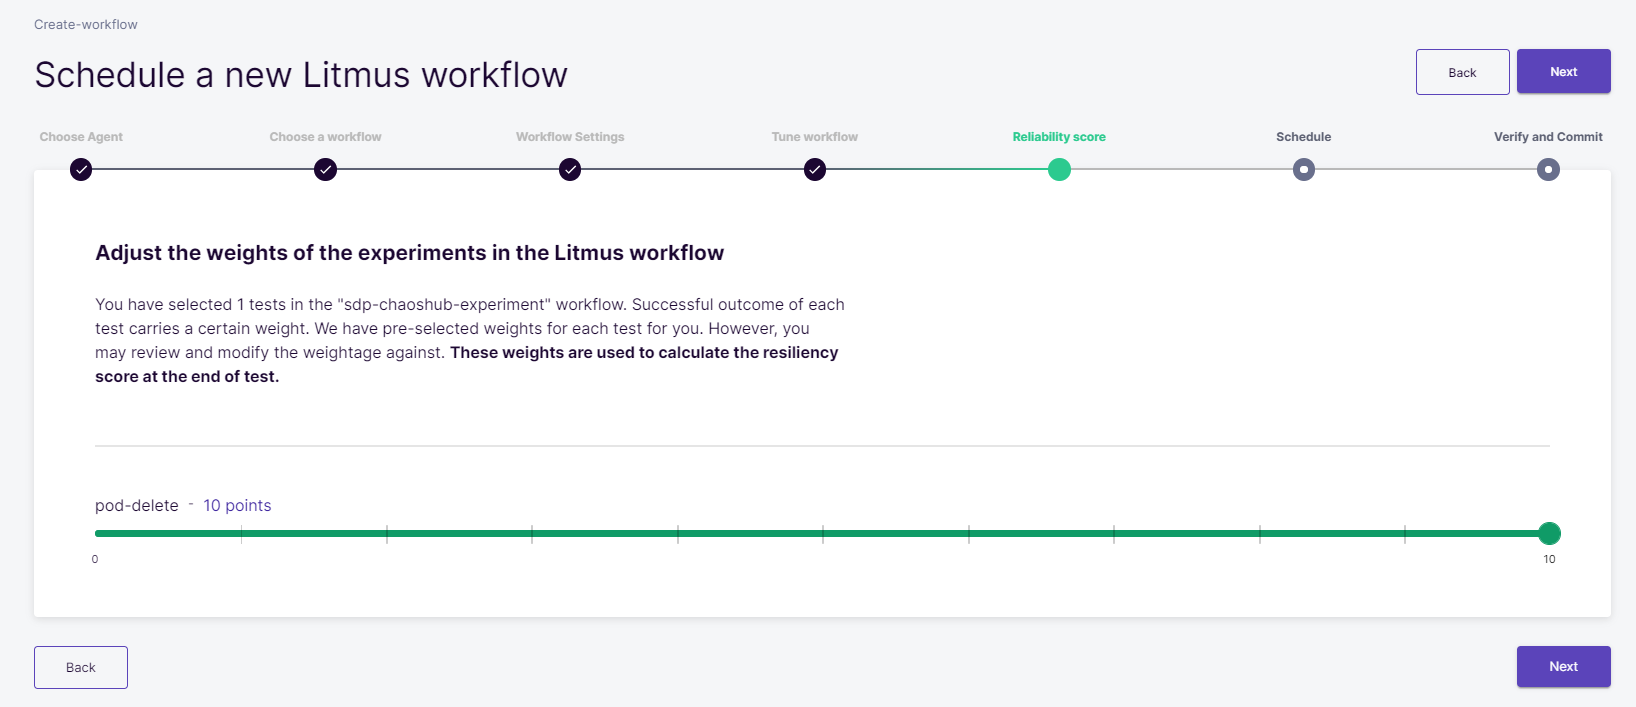 Create-workflow
Schedule a new Litmus workflow
Back
Next
Choose Agent
Choose a workflow
Workflow Settings
Tune workflow
Reliability score
Schedule
Verify and Commit
Adjust the weights of the experiments in the Litmus workflow
You have selected 1 tests in the "sdp-chaoshub-experiment" workflow. Successful outcome of each
test carries a certain weight. We have pre-selected weights for each test for you. However, you
may review and modify the weightage against. These weights are used to calculate the resiliency
score at the end of test.
pod-delete - 10 points
0
10
Back
Next